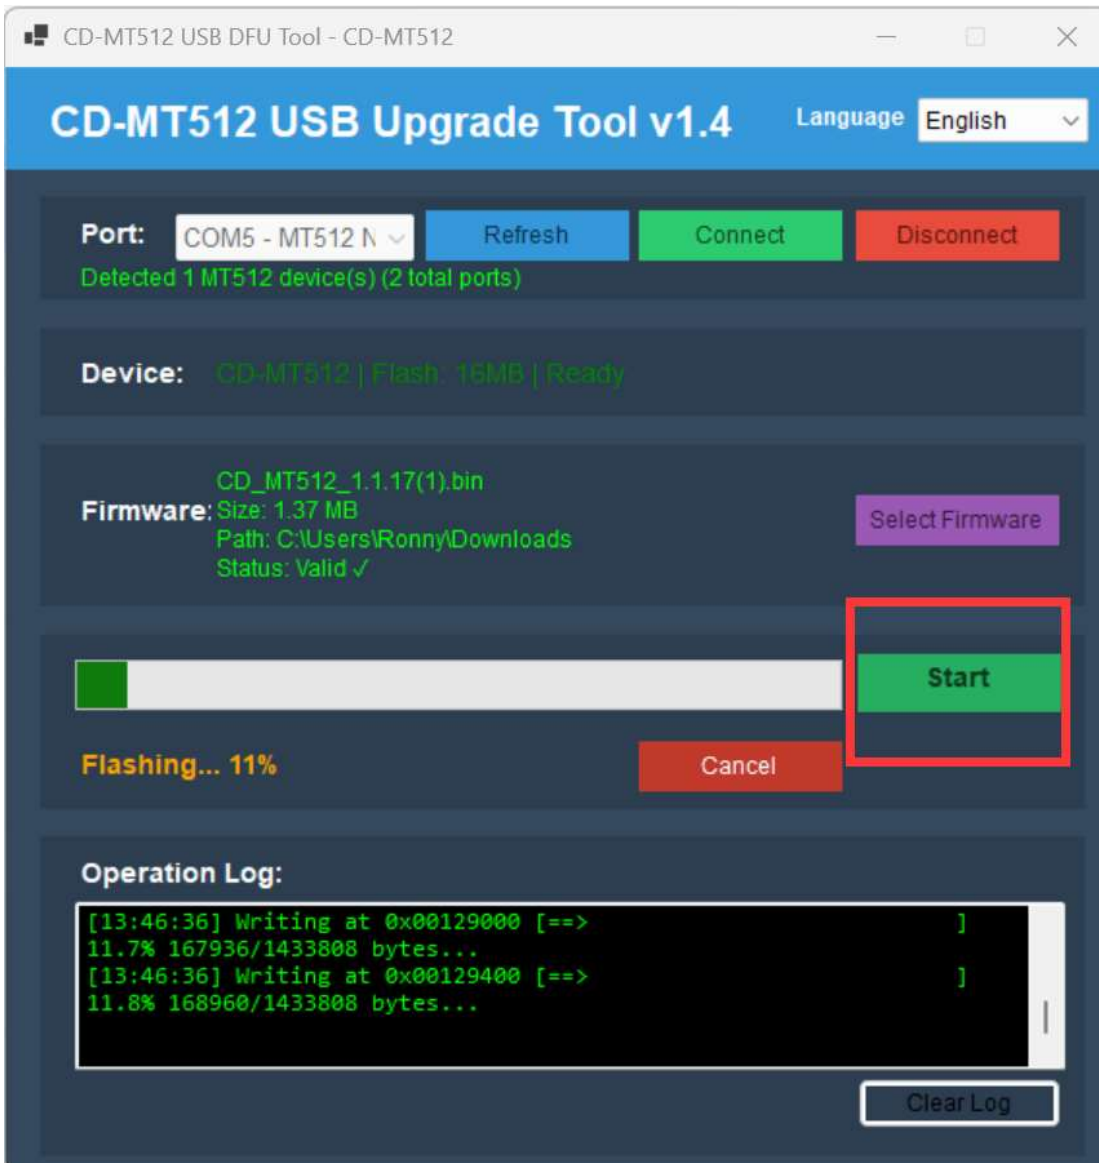 CD-MT512 USB DFU Tool - CD-MT512
CD-MT512 USB Upgrade Tool v1.4
Language
English
Port:
COM5 - MT512 N
Refresh
Connect
Disconnect
Detected 1 MT512 device(s) (2 total ports)
Device:
CD-MT512 | Flash: 16MB | Ready
Firmware:
CD_MT512_1.1.17(1).bin
Size: 1.37 MB
Path: C:\Users\Ronny\Downloads
Status: Valid ✓
Select Firmware
Start
Flashing... 11%
Cancel
Operation Log:
[13:46:36] Writing at 0x00129000 [==>                              ]
11.7% 167936/1433808 bytes...
[13:46:36] Writing at 0x00129400 [==>                              ]
11.8% 168960/1433808 bytes...
Clear Log